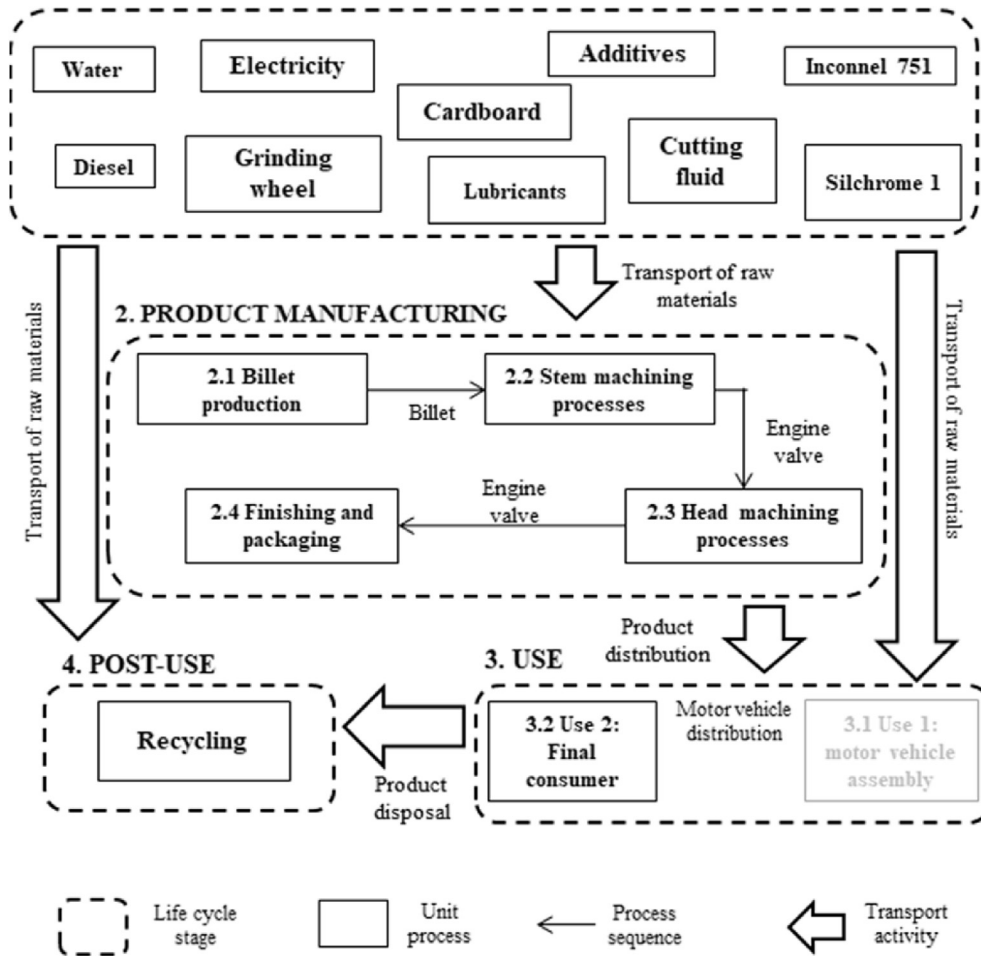 Water
Electricity
Additives
Inconnel 751
Cardboard
Diesel
Grinding
wheel
Lubricants
Cutting
fluid
Silchrome 1
Transport of raw
materials
Transport of raw materials
Transport of raw materials
2. PRODUCT MANUFACTURING
2.1 Billet
production
Billet
2.2 Stem machining
processes
Engine
valve
2.3 Head machining
processes
Engine
valve
2.4 Finishing and
packaging
Product
distribution
4. POST-USE
Recycling
3. USE
3.2 Use 2:
Final
consumer
Motor vehicle
distribution
3.1 Use 1:
motor vehicle
assembly
Product
disposal
Life cycle
stage
Unit
process
Process
sequence
Transport
activity